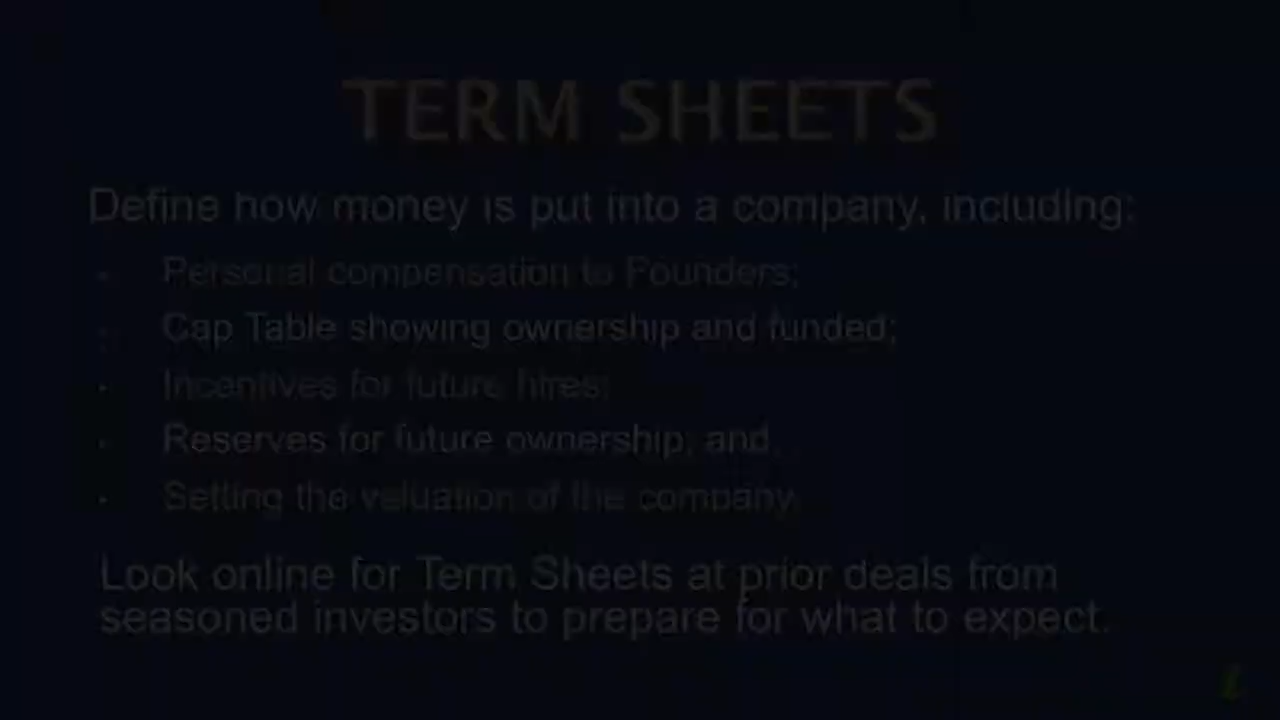 TERM SHEETS
Define how money is put into a company, including:
Personal compensation to Founders;
Cap Table showing ownership and funded;
Incentives for future hires;
Reserves for future ownership; and
Setting the valuation of the company.
Look online for Term Sheets at prior deals from
seasoned investors to prepare for what to expect.